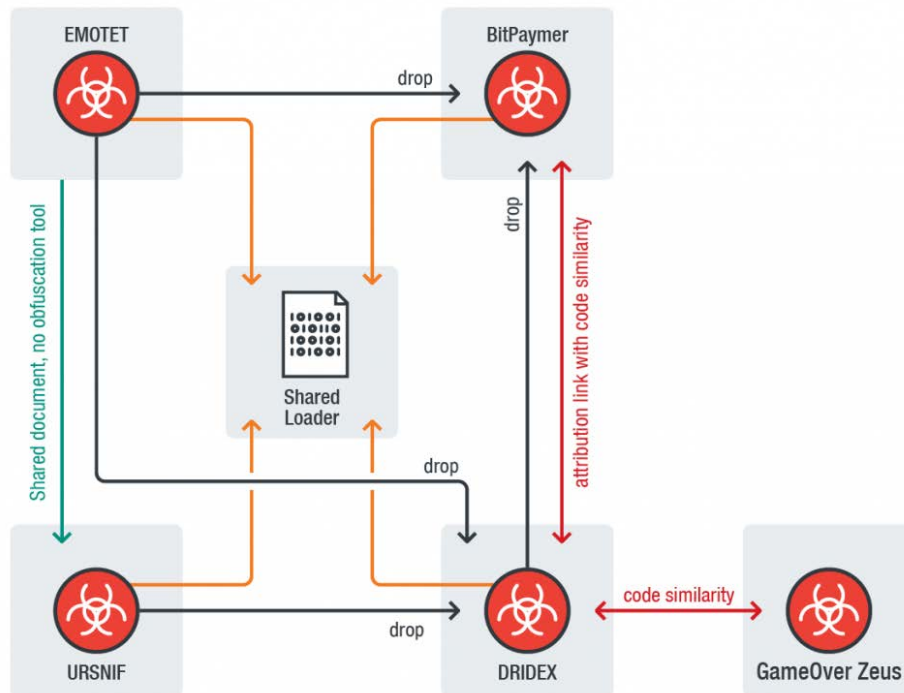 EMOTET
BitPaymer
drop
drop
Shared document, no obfuscation tool
attribution link with code similarity
Shared
Loader
drop
code similarity
drop
URSNIF
DRIDEX
GameOver Zeus